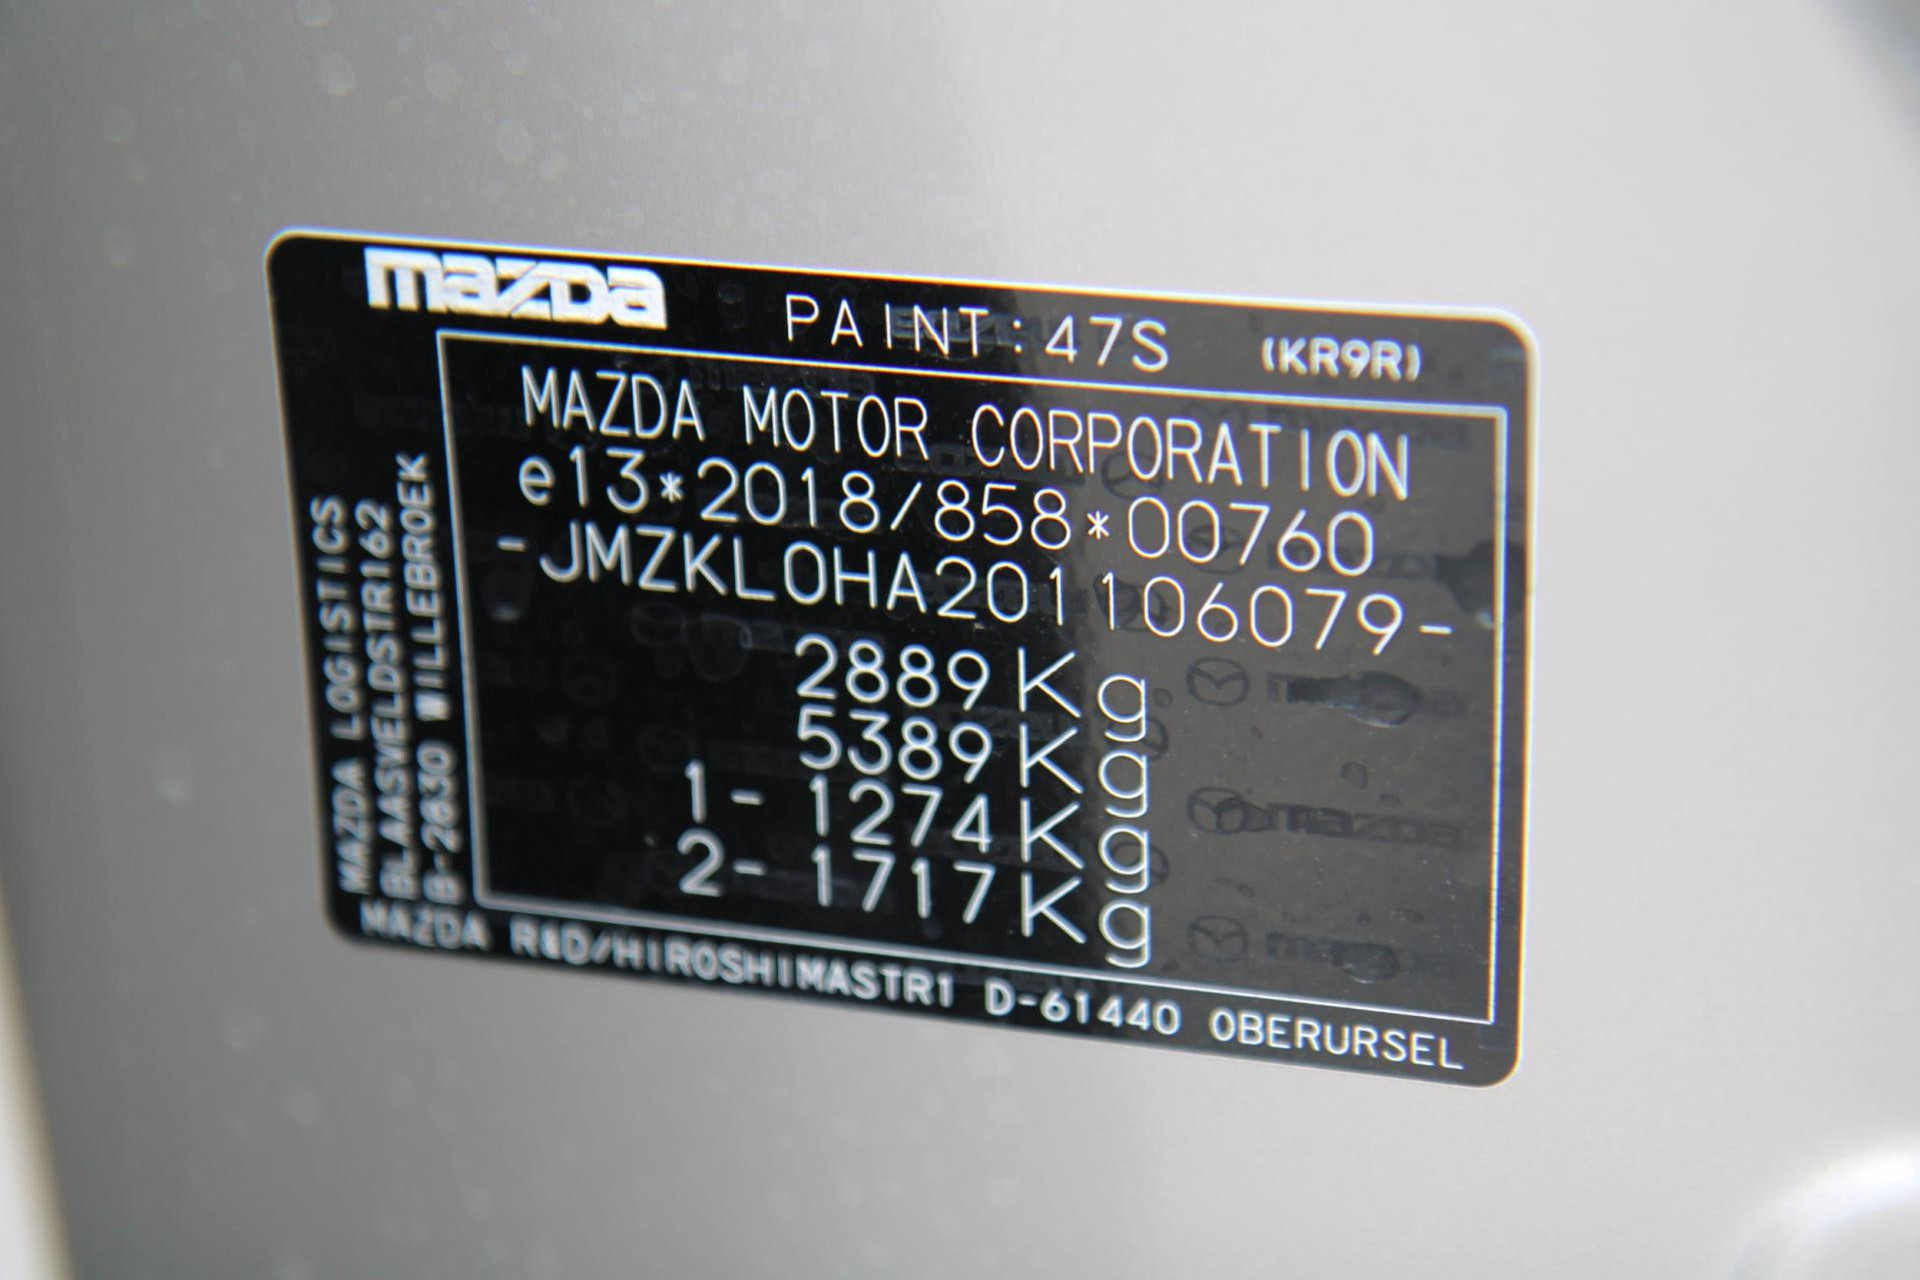 mazda PAINT: 47S (KR9R)
MAZDA MOTOR CORPORATION
e13*2018/858*00760
-JMZKL0HA201106079-
2889Kg
5389Kg
1- 1274Kg
2- 1717Kg
MAZDA LOGISTICS
BLAASVELDSTR162
B-2830 WILLEBROEK
MAZDA R&D/HIROSHIMASTR1 D-61440 OBERURSEL